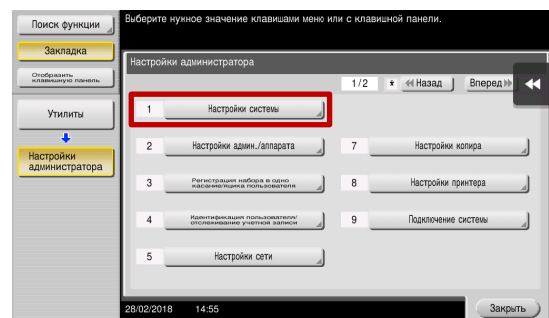 Поиск функции
Закладка
Отобразить
клавишную панель
Утилиты
Настройки
администратора
Выберите нужное значение клавишами меню или с клавишной панели.
Настройки администратора
1/2 Назад Вперед
1 Настройки системы
2 Настройки админ./аппарата
7 Настройки копира
3 Регистрация набора в одно
касание/ящика пользователя
8 Настройки принтера
4 Идентификация пользователя/
отслеживание учетной записи
9 Подключение системы
5 Настройки сети
28/02/2018 14:55
Закрыть